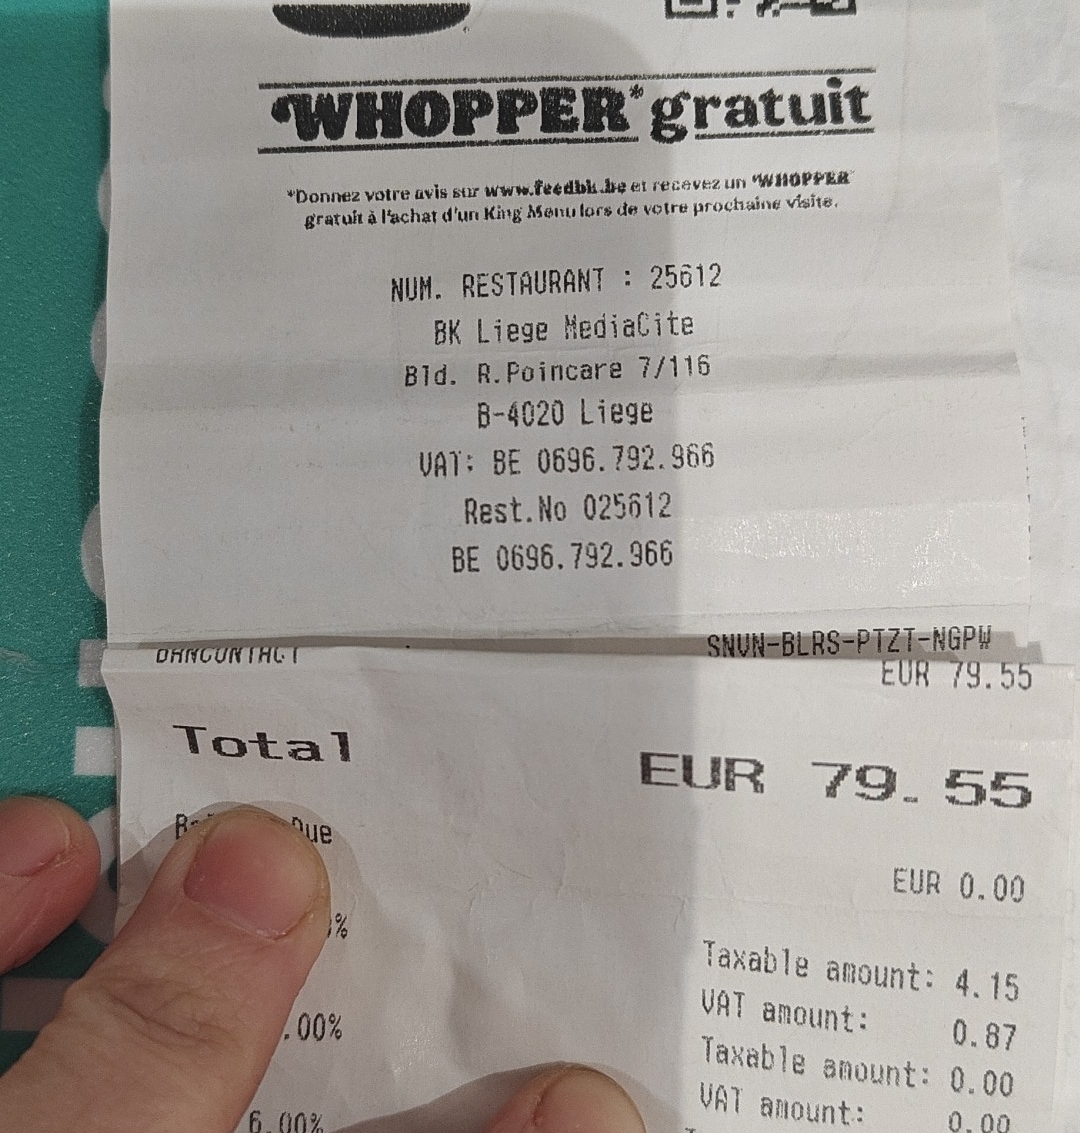 WHOPPER* gratuit
*Donnez votre avis sur www.feedbk.be et recevez un WHOPPER
gratuit à l'achat d'un King Menu lors de votre prochaine visite.
NUM. RESTAURANT : 25612
BK Liege MediaCite
Bld. R.Poincare 7/116
B-4020 Liege
VAT: BE 0696.792.966
Rest.No 025612
BE 0696.792.966
SNVN-BLRS-PTZT-NGPW
BANCONTACT EUR 79.55
Total EUR 79.55
Due
EUR 0.00
%
Taxable amount: 4.15
VAT amount: 0.87
.00%
Taxable amount: 0.00
VAT amount: 0.00
6.00%